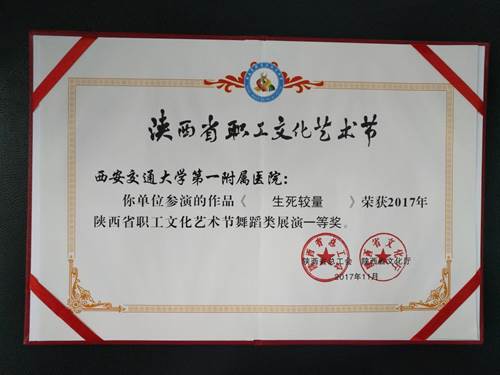 陕西省职工文化艺术节
西安交通大学第一附属医院：
你单位参演的作品《 生死较量 》荣获2017年
陕西省职工文化艺术节舞蹈类展演一等奖。
陕西省总工会 陕西省文化厅
2017年11月